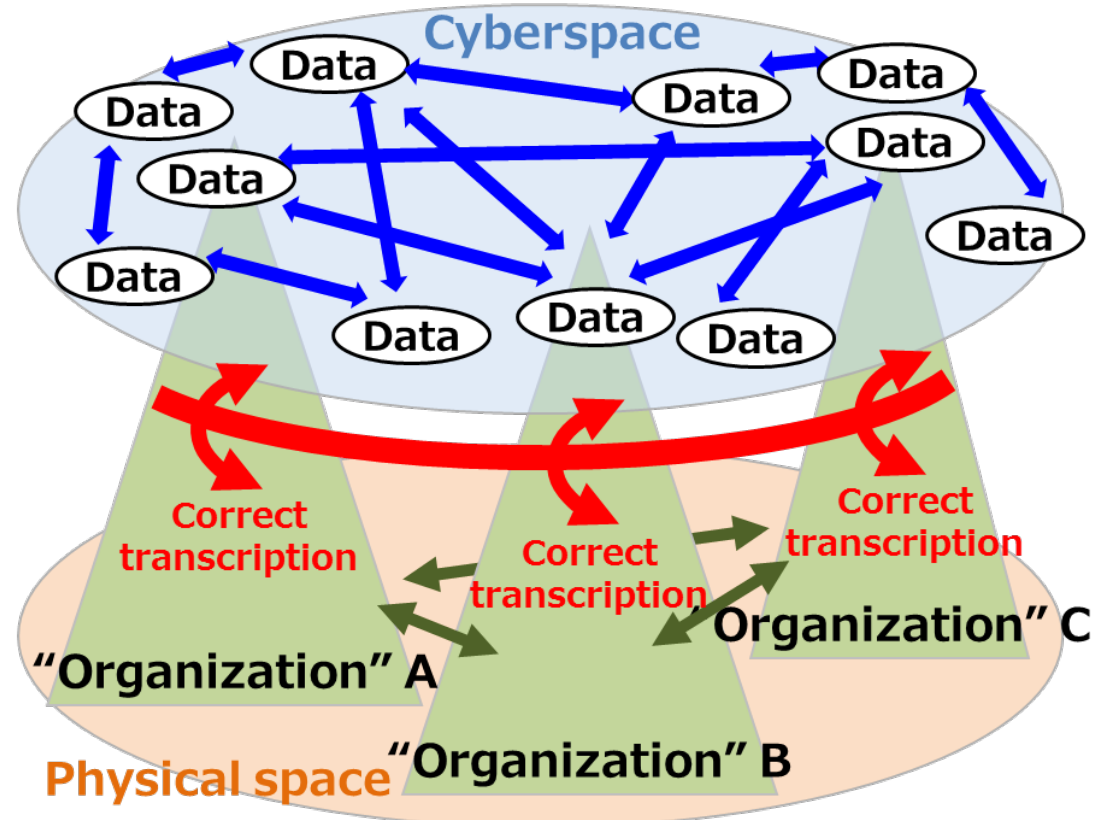 Cyberspace
Data
Data
Data
Data
Data
Data
Data
Data
Data
Data
Data
Correct
transcription
Correct
transcription
Correct
transcription
“Organization” A
“Organization” B
“Organization” C
Physical space